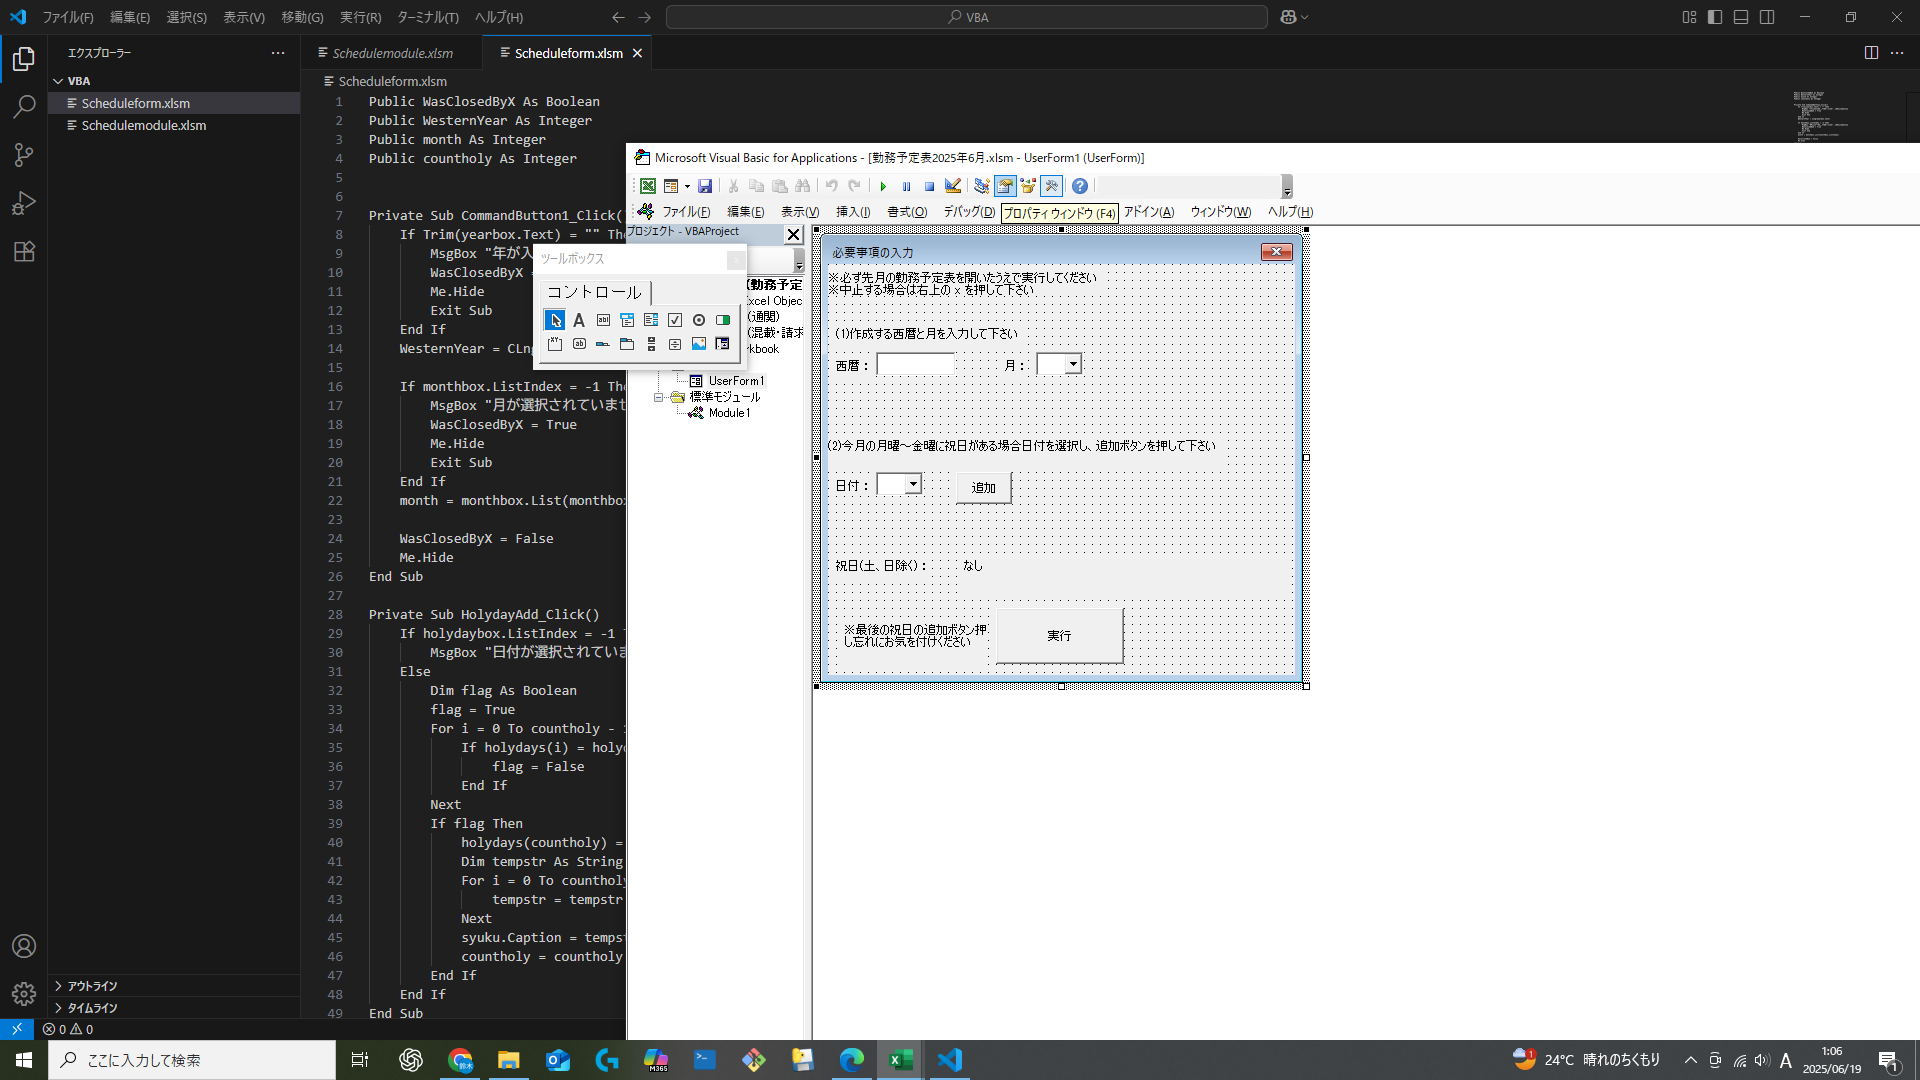 ファイル(F) 編集(E) 選択(S) 表示(V) 移動(G) 実行(R) ターミナル(T) ヘルプ(H)
VBA
エクスプローラー
Schedulemodule.xlsm
Scheduleform.xlsm
VBA
Scheduleform.xlsm
Schedulemodule.xlsm
Scheduleform.xlsm
1 Public WasClosedByX As Boolean
2 Public WesternYear As Integer
3 Public month As Integer
4 Public countholy As Integer
5
6
7 Private Sub CommandButton1_Click(
8 If Trim(yearbox.Text) = "" The
9 MsgBox "年が入
10 WasClosedByX =
11 Me.Hide
12 Exit Sub
13 End If
14 WesternYear = CLn
15
16 If monthbox.ListIndex = -1 The
17 MsgBox "月が選択されていませ
18 WasClosedByX = True
19 Me.Hide
20 Exit Sub
21 End If
22 month = monthbox.List(monthbox
23
24 WasClosedByX = False
25 Me.Hide
26 End Sub
27
28 Private Sub HolydayAdd_Click()
29 If holydaybox.ListIndex = -1
30 MsgBox "日付が選択されていま
31 Else
32 Dim flag As Boolean
33 flag = True
34 For i = 0 To countholy -
35 If holydays(i) = holy
36 flag = False
37 End If
38 Next
39 If flag Then
40 holydays(countholy) =
41 Dim tempstr As String
42 For i = 0 To countholy
43 tempstr = tempstr
44 Next
45 syuku.Caption = temps
46 countholy = countholy
47 End If
48 End If
49 End Sub
アウトライン
タイムライン
0 0
Microsoft Visual Basic for Applications - [勤務予定表2025年6月.xlsm - UserForm1 (UserForm)]
ファイル(F) 編集(E) 表示(V) 挿入(I) 書式(O) デバッグ(D) プロパティ ウィンドウ (F4) アドイン(A) ウィンドウ(W) ヘルプ(H)
プロジェクト - VBAProject
ツールボックス
コントロール
(勤務予定
xcel Objec
(通関)
(混載・請求
kbook
UserForm1
標準モジュール
Module1
必要事項の入力
※必ず先月の勤務予定表を開いたうえで実行してください
※中止する場合は右上の x を押して下さい
(1)作成する西暦と月を入力して下さい
西暦: 月:
(2)今月の月曜~金曜に祝日がある場合日付を選択し、追加ボタンを押して下さい
日付: 追加
祝日(土、日除く): なし
※最後の祝日の追加ボタン押
し忘れにお気を付けください
実行
ここに入力して検索
24°C 晴れのちくもり
A
1:06
2025/06/19
1